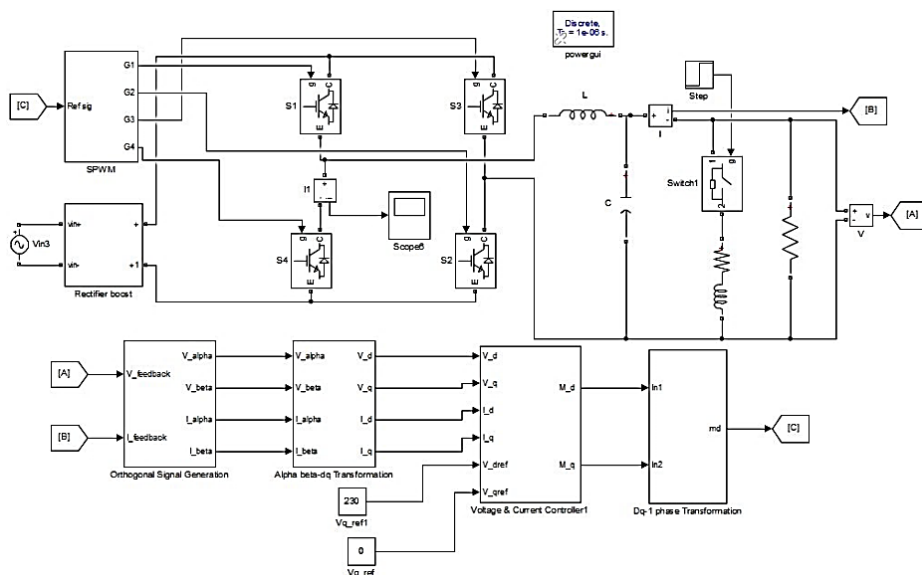 Discrete,
Ts = 1e-06 s.
powergui
[C]
Ref sig
G1
G2
G3
G4
SPWM
g
C
S1
E
g
C
S3
E
L
+
i
-
I
[B]
Step
1
g
Switch1
2
C
+
-
v
V
[A]
I1
+
i
-
Scope6
g
C
S4
E
g
C
S2
E
Vin3
vin+
vin-
+
+1
Rectifier boost
[A]
[B]
V_feedback
I_feedback
V_alpha
V_beta
I_alpha
I_beta
Orthogonal Signal Generation
V_alpha
V_beta
I_alpha
I_beta
V_d
V_q
I_d
I_q
Alpha beta-dq Transformation
230
Vq_ref1
0
Vq_ref
V_d
V_q
I_d
I_q
V_dref
V_qref
M_d
M_q
Voltage & Current Controller1
In1
In2
md
Dq-1 phase Transformation
[C]